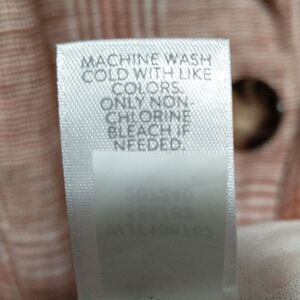 MACHINE WASH
COLD WITH LIKE
COLORS.
ONLY NON-
CHLORINE
BLEACH IF
NEEDED.